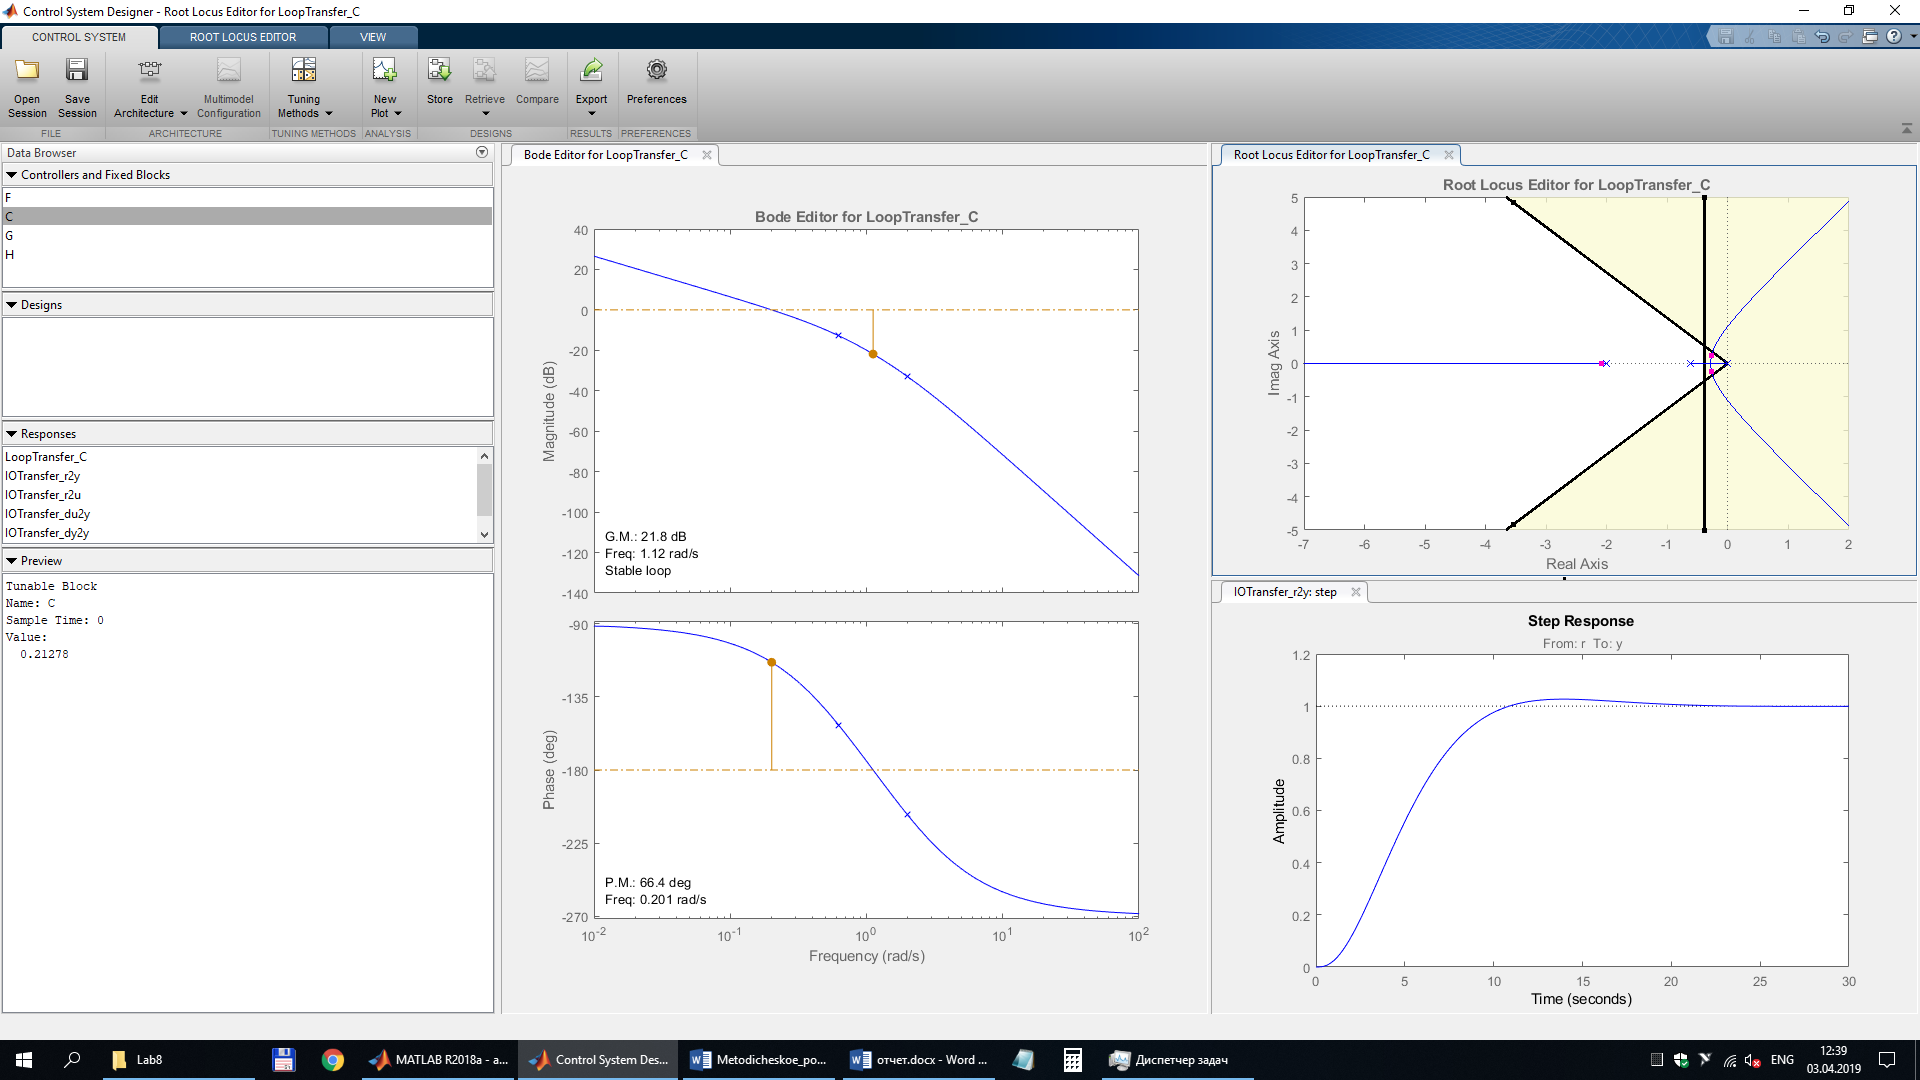 Control System Designer - Root Locus Editor for LoopTransfer_C
CONTROL SYSTEM
ROOT LOCUS EDITOR
VIEW
Open Session
Save Session
Edit Architecture
Multimodel Configuration
Tuning Methods
New Plot
Store
Retrieve
Compare
Export
Preferences
FILE
ARCHITECTURE
TUNING METHODS
ANALYSIS
DESIGNS
RESULTS
PREFERENCES
Data Browser
Controllers and Fixed Blocks
F
C
G
H
Designs
Responses
LoopTransfer_C
IOTransfer_r2y
IOTransfer_r2u
IOTransfer_du2y
IOTransfer_dy2y
Preview
Tunable Block
Name: C
Sample Time: 0
Value:
0.21278
Bode Editor for LoopTransfer_C
Bode Editor for LoopTransfer_C
40
20
0
-20
-40
-60
-80
-100
-120
-140
Magnitude (dB)
G.M.: 21.8 dB
Freq: 1.12 rad/s
Stable loop
-90
-135
-180
-225
-270
Phase (deg)
P.M.: 66.4 deg
Freq: 0.201 rad/s
10-2 10-1 100 101 102
Frequency (rad/s)
Root Locus Editor for LoopTransfer_C
Root Locus Editor for LoopTransfer_C
5
4
3
2
1
0
-1
-2
-3
-4
-5
Imag Axis
-7 -6 -5 -4 -3 -2 -1 0 1 2
Real Axis
IOTransfer_r2y: step
Step Response
From: r To: y
1.2
1
0.8
0.6
0.4
0.2
0
Amplitude
0 5 10 15 20 25 30
Time (seconds)
Lab8
MATLAB R2018a - a...
Control System Des...
Metodicheskoe_po...
отчет.docx - Word ...
Диспетчер задач
ENG
12:39
03.04.2019